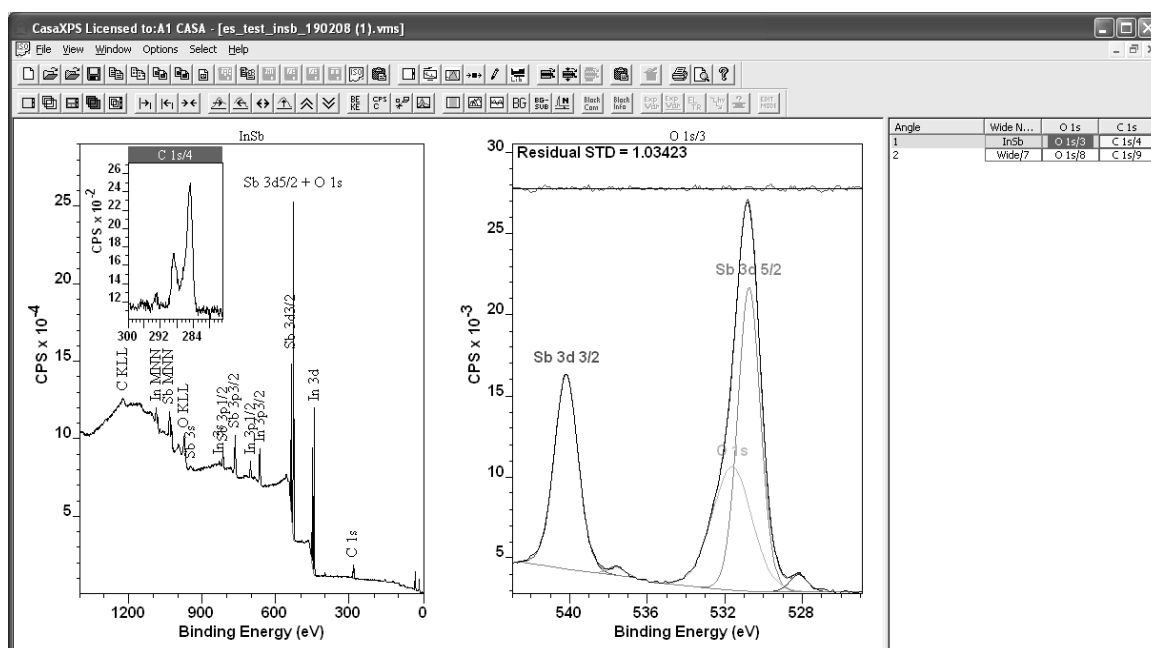 CasaXPS Licensed to:A1 CASA - [es_test_insb_190208 (1).vms]
File View Window Options Select Help
InSb
C 1s/4
CPS x 10⁻²
26
24
22
20
18
16
14
12
300 292 284
Sb 3d5/2 + O 1s
CPS x 10⁻⁴
25
20
15
10
5
C KLL
In MNN
Sb MNN
O KLL
Sb 3s
In 3s
Sb 3p1/2
Sb 3p3/2
In 3p1/2
In 3p3/2
Sb 3d3/2
In 3d
C 1s
1200 900 600 300 0
Binding Energy (eV)
O 1s/3
Residual STD = 1.03423
CPS x 10⁻³
30
25
20
15
10
5
Sb 3d 5/2
Sb 3d 3/2
O 1s
540 536 532 528
Binding Energy (eV)
Angle Wide N... O 1s C 1s
1 InSb O 1s/3 C 1s/4
2 Wide/7 O 1s/8 C 1s/9